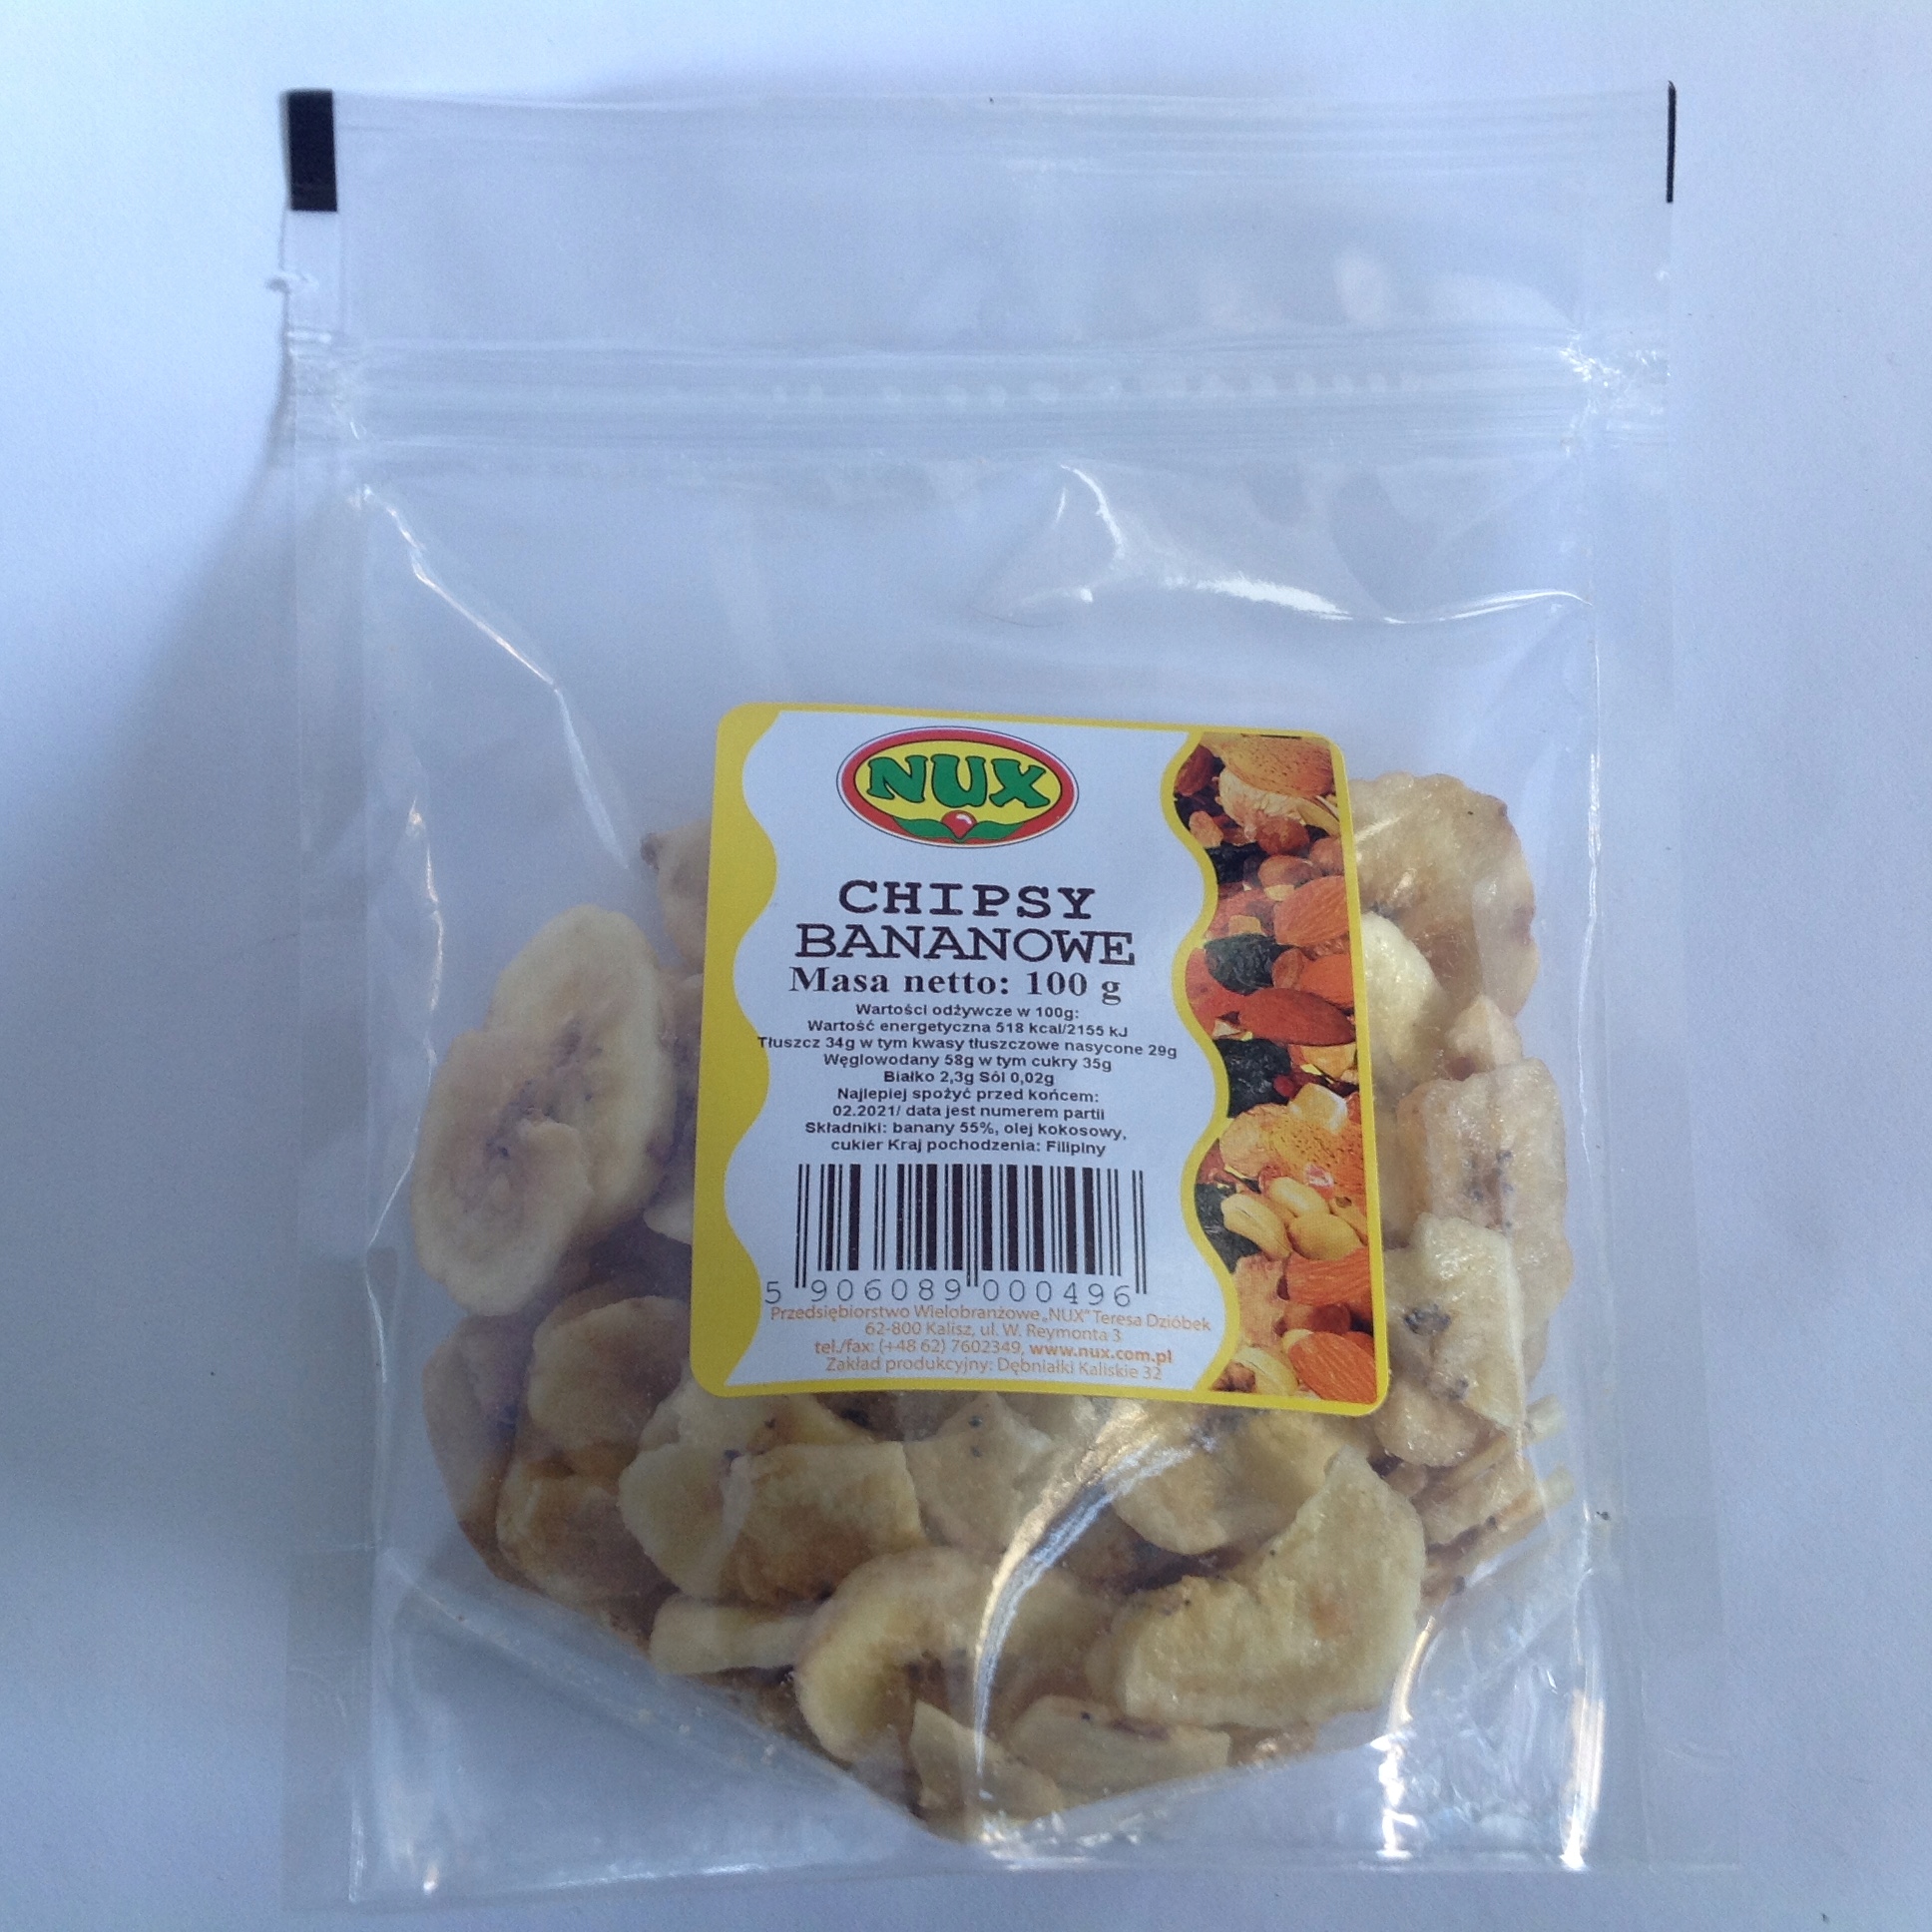 NUX
CHIPSY
BANANOWE
Masa netto: 100 g
Wartości odżywcze w 100g:
Wartość energetyczna 518 kcal/2155 kJ
Tłuszcz 34g w tym kwasy tłuszczowe nasycone 29g
Węglowodany 58g w tym cukry 35g
Białko 2,3g Sól 0,02g
Najlepiej spożyć przed końcem:
02.2021/ data jest numerem partii
Składniki: banany 55%, olej kokosowy,
cukier Kraj pochodzenia: Filipiny
5 906089 000496
Przedsiębiorstwo Wielobranżowe „NUX" Teresa Dzióbek
62-800 Kalisz, ul. W. Reymonta 3
tel./fax: (+48 62) 7602349, www.nux.com.pl
Zakład produkcyjny: Dębniałki Kaliskie 32